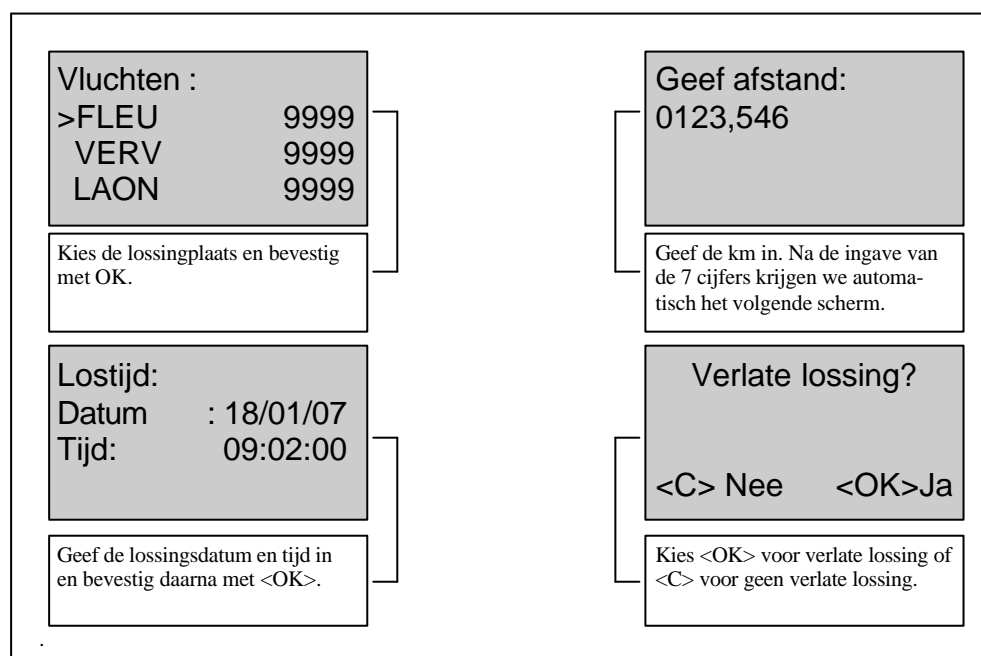 Vluchten :
>FLEU 9999
VERV 9999
LAON 9999
Kies de lossingplaats en bevestig
met OK.
Geef afstand:
0123,546
Geef de km in. Na de ingave van
de 7 cijfers krijgen we automa-
tisch het volgende scherm.
Lostijd:
Datum : 18/01/07
Tijd: 09:02:00
Geef de lossingsdatum en tijd in
en bevestig daarna met <OK>.
Verlate lossing?
<C> Nee <OK>Ja
Kies <OK> voor verlate lossing of
<C> voor geen verlate lossing.
.